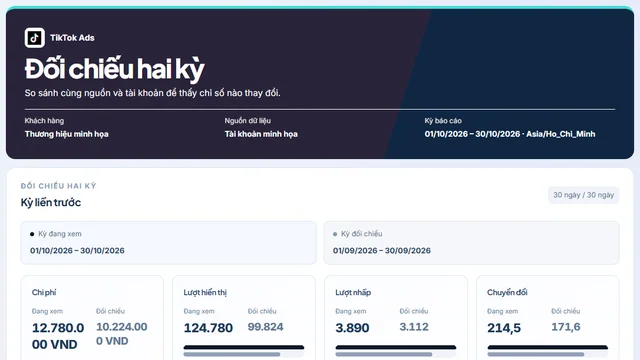 TikTok Ads
Đối chiếu hai kỳ
So sánh cùng nguồn và tài khoản để thấy chỉ số nào thay đổi.
Khách hàng
Thương hiệu minh họa
Nguồn dữ liệu
Tài khoản minh họa
Kỳ báo cáo
01/10/2026 – 30/10/2026 · Asia/Ho_Chi_Minh
ĐỐI CHIẾU HAI KỲ
Kỳ liền trước
30 ngày / 30 ngày
Kỳ đang xem
01/10/2026 – 30/10/2026
Kỳ đối chiếu
01/09/2026 – 30/09/2026
Chi phí
Đang xem
12.780.0
00 VND
Đối chiếu
10.224.00
0 VND
Lượt hiển thị
Đang xem
124.780
Đối chiếu
99.824
Lượt nhấp
Đang xem
3.890
Đối chiếu
3.112
Chuyển đổi
Đang xem
214,5
Đối chiếu
171,6